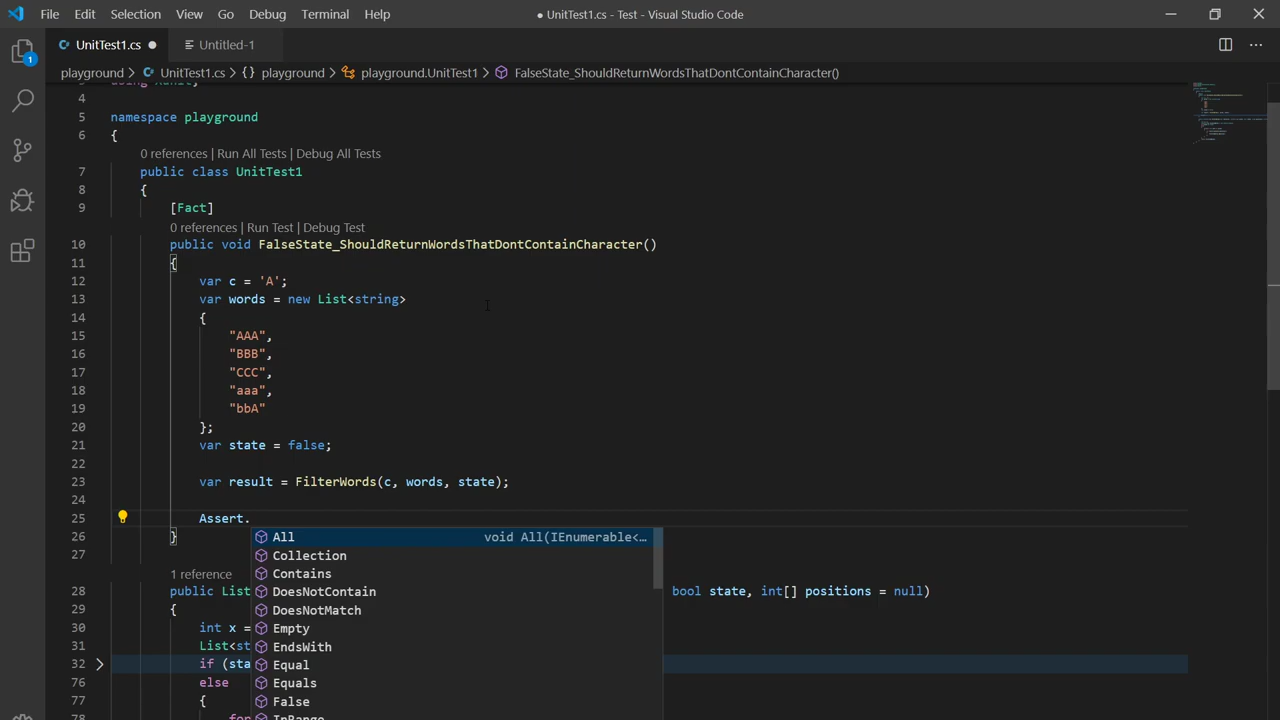 File Edit Selection View Go Debug Terminal Help
● UnitTest1.cs - Test - Visual Studio Code
UnitTest1.cs ●
Untitled-1
playground > UnitTest1.cs > {} playground > playground.UnitTest1 > FalseState_ShouldReturnWordsThatDontContainCharacter()
1
4
5 namespace playground
6 {
0 references | Run All Tests | Debug All Tests
7 public class UnitTest1
8 {
9 [Fact]
0 references | Run Test | Debug Test
10 public void FalseState_ShouldReturnWordsThatDontContainCharacter()
11 {
12 var c = 'A';
13 var words = new List<string>
14 {
15 "AAA",
16 "BBB",
17 "CCC",
18 "aaa",
19 "bbA"
20 };
21 var state = false;
22
23 var result = FilterWords(c, words, state);
24
25 Assert.
26 }
27
All void All(IEnumerable<…
Collection
Contains
DoesNotContain
DoesNotMatch
Empty
EndsWith
Equal
Equals
False
InRange
1 reference
28 public List bool state, int[] positions = null)
29 {
30 int x =
31 List<st
32 if (sta
76 else
77 {
78 for